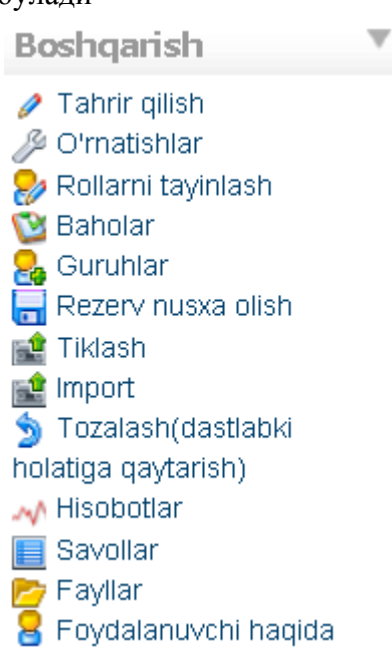 булади
Boshqarish
Tahrir qilish
O'rnatishlar
Rollarni tayinlash
Baholar
Guruhlar
Rezerv nusxa olish
Tiklash
Import
Tozalash(dastlabki
holatiga qaytarish)
Hisobotlar
Savollar
Fayllar
Foydalanuvchi haqida